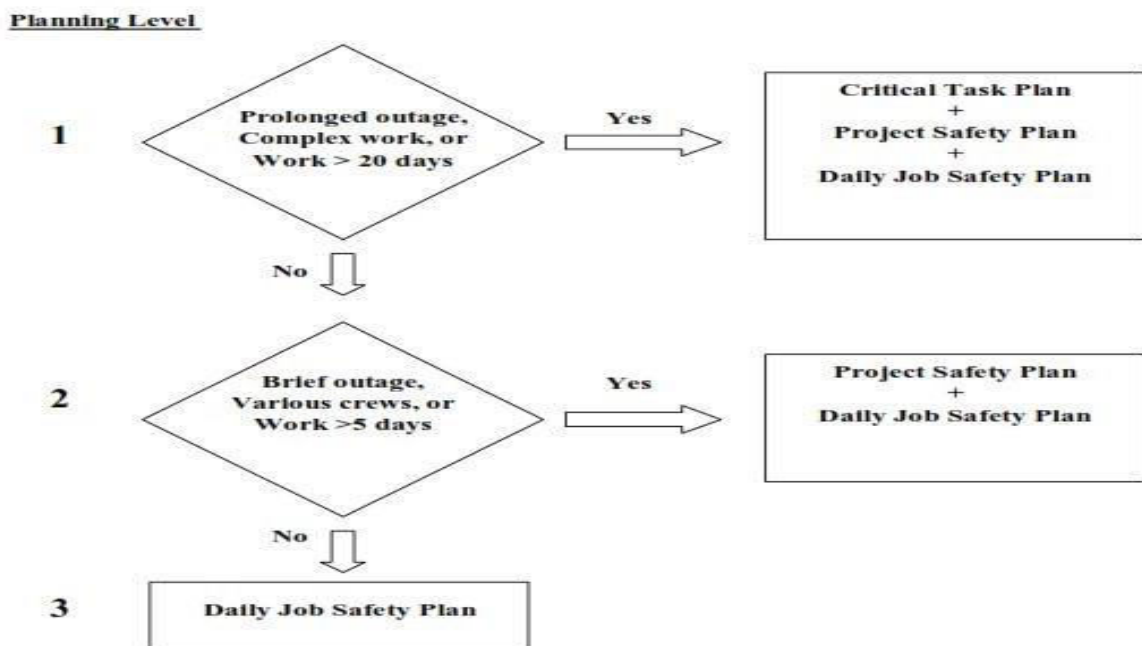 Planning Level
1
Prolonged outage,
Complex work, or
Work > 20 days
Yes
Critical Task Plan
+
Project Safety Plan
+
Daily Job Safety Plan
No
2
Brief outage,
Various crews, or
Work >5 days
Yes
Project Safety Plan
+
Daily Job Safety Plan
No
3
Daily Job Safety Plan